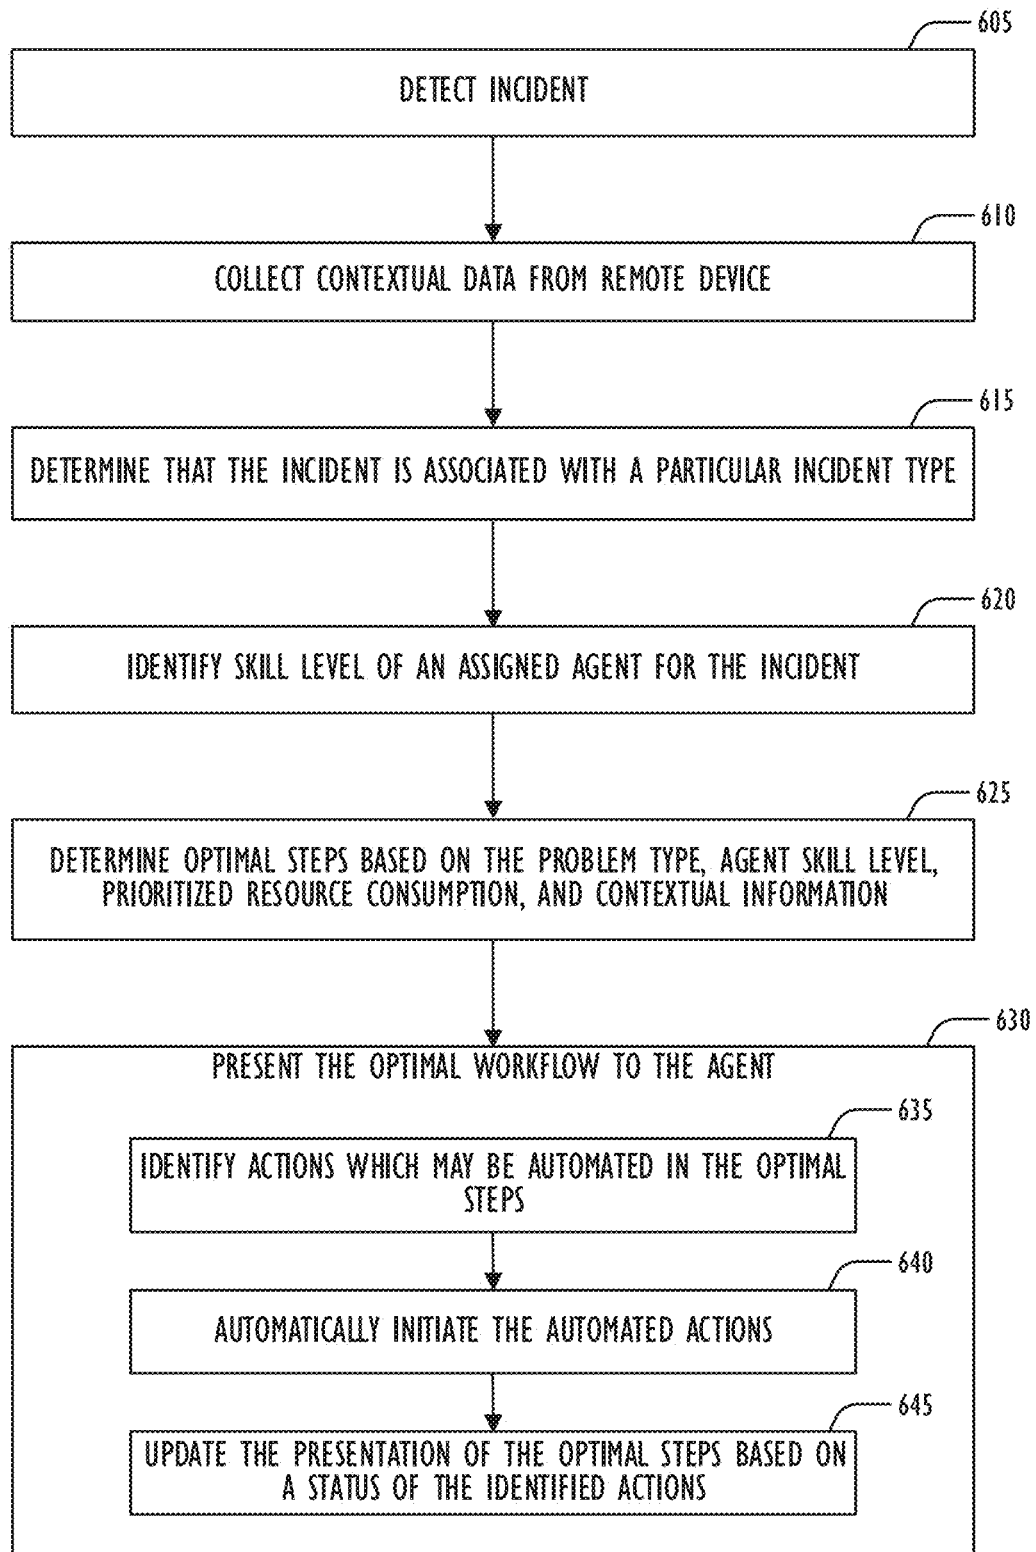 605
DETECT INCIDENT
610
COLLECT CONTEXTUAL DATA FROM REMOTE DEVICE
615
DETERMINE THAT THE INCIDENT IS ASSOCIATED WITH A PARTICULAR INCIDENT TYPE
620
IDENTIFY SKILL LEVEL OF AN ASSIGNED AGENT FOR THE INCIDENT
625
DETERMINE OPTIMAL STEPS BASED ON THE PROBLEM TYPE, AGENT SKILL LEVEL,
PRIORITIZED RESOURCE CONSUMPTION, AND CONTEXTUAL INFORMATION
630
PRESENT THE OPTIMAL WORKFLOW TO THE AGENT
635
IDENTIFY ACTIONS WHICH MAY BE AUTOMATED IN THE OPTIMAL
STEPS
640
AUTOMATICALLY INITIATE THE AUTOMATED ACTIONS
645
UPDATE THE PRESENTATION OF THE OPTIMAL STEPS BASED ON
A STATUS OF THE IDENTIFIED ACTIONS